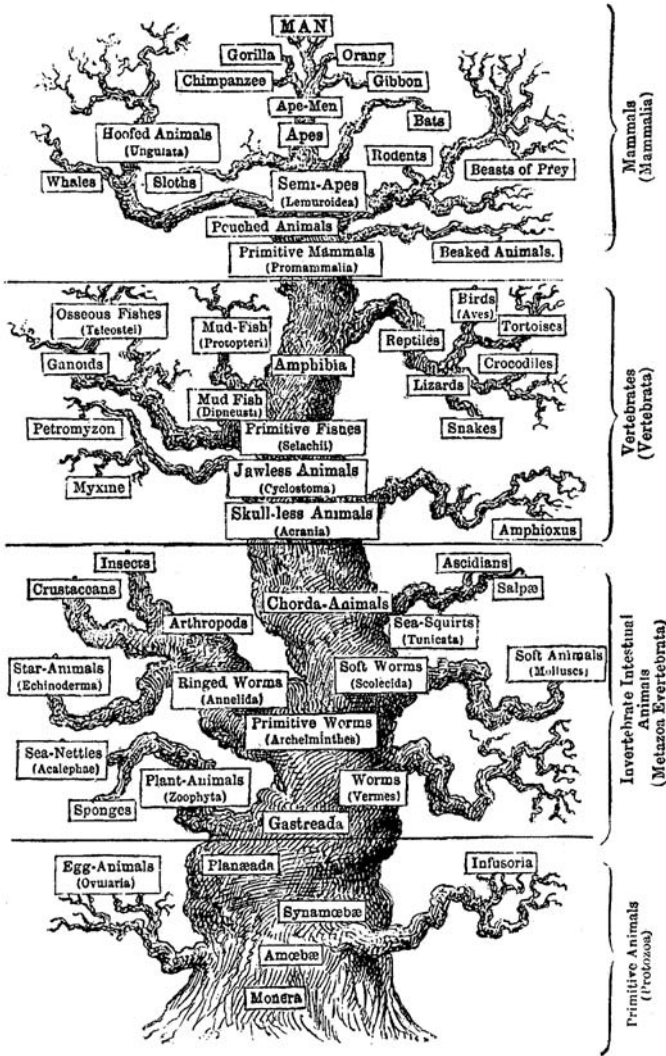 MAN
Gorilla
Orang
Chimpanzee
Gibbon
Ape-Men
Bats
Hoofed Animals
(Ungulata)
Apes
Rodents
Whales
Sloths
Semi-Apes
(Lemuroidea)
Beasts of Prey
Pouched Animals
Primitive Mammals
(Promammalia)
Beaked Animals.
Mammals
(Mammalia)
Osseous Fishes
(Teleostei)
Mud-Fish
(Protopteri)
Birds
(Aves)
Tortoises
Reptiles
Ganoids
Amphibia
Crocodiles
Lizards
Mud Fish
(Dipneusta)
Petromyzon
Primitive Fishes
(Selachii)
Snakes
Jawless Animals
(Cyclostoma)
Myxine
Skull-less Animals
(Acrania)
Amphioxus
Vertebrates
(Vertebrata)
Insects
Ascidians
Crustaceans
Salpæ
Chorda-Animals
Arthropods
Sea-Squirts
(Tunicata)
Star-Animals
(Echinoderma)
Ringed Worms
(Annelida)
Soft Worms
(Scolecida)
Soft Animals
(Molluscs)
Primitive Worms
(Archelminthes)
Sea-Nettles
(Acalephae)
Plant-Animals
(Zoophyta)
Worms
(Vermes)
Sponges
Gastreada
Invertebrate Intestinal
Animals
(Metazoa Evertebrata)
Egg-Animals
(Ovularia)
Planæada
Infusoria
Synamœbæ
Amœbæ
Monera
Primitive Animals
(Protozoa)